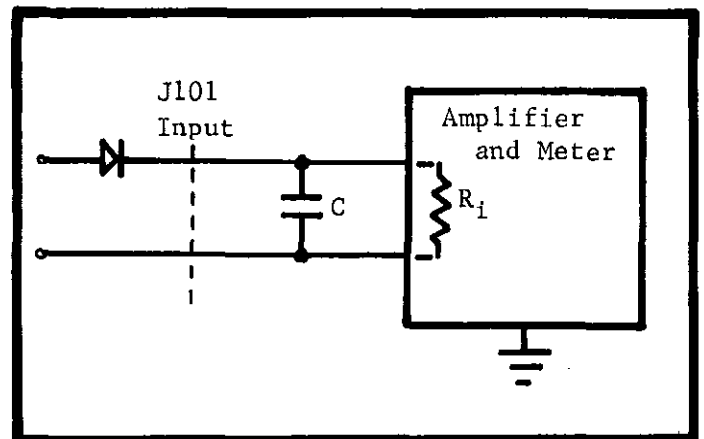 J101
Input
Amplifier
and Meter
C
Ri